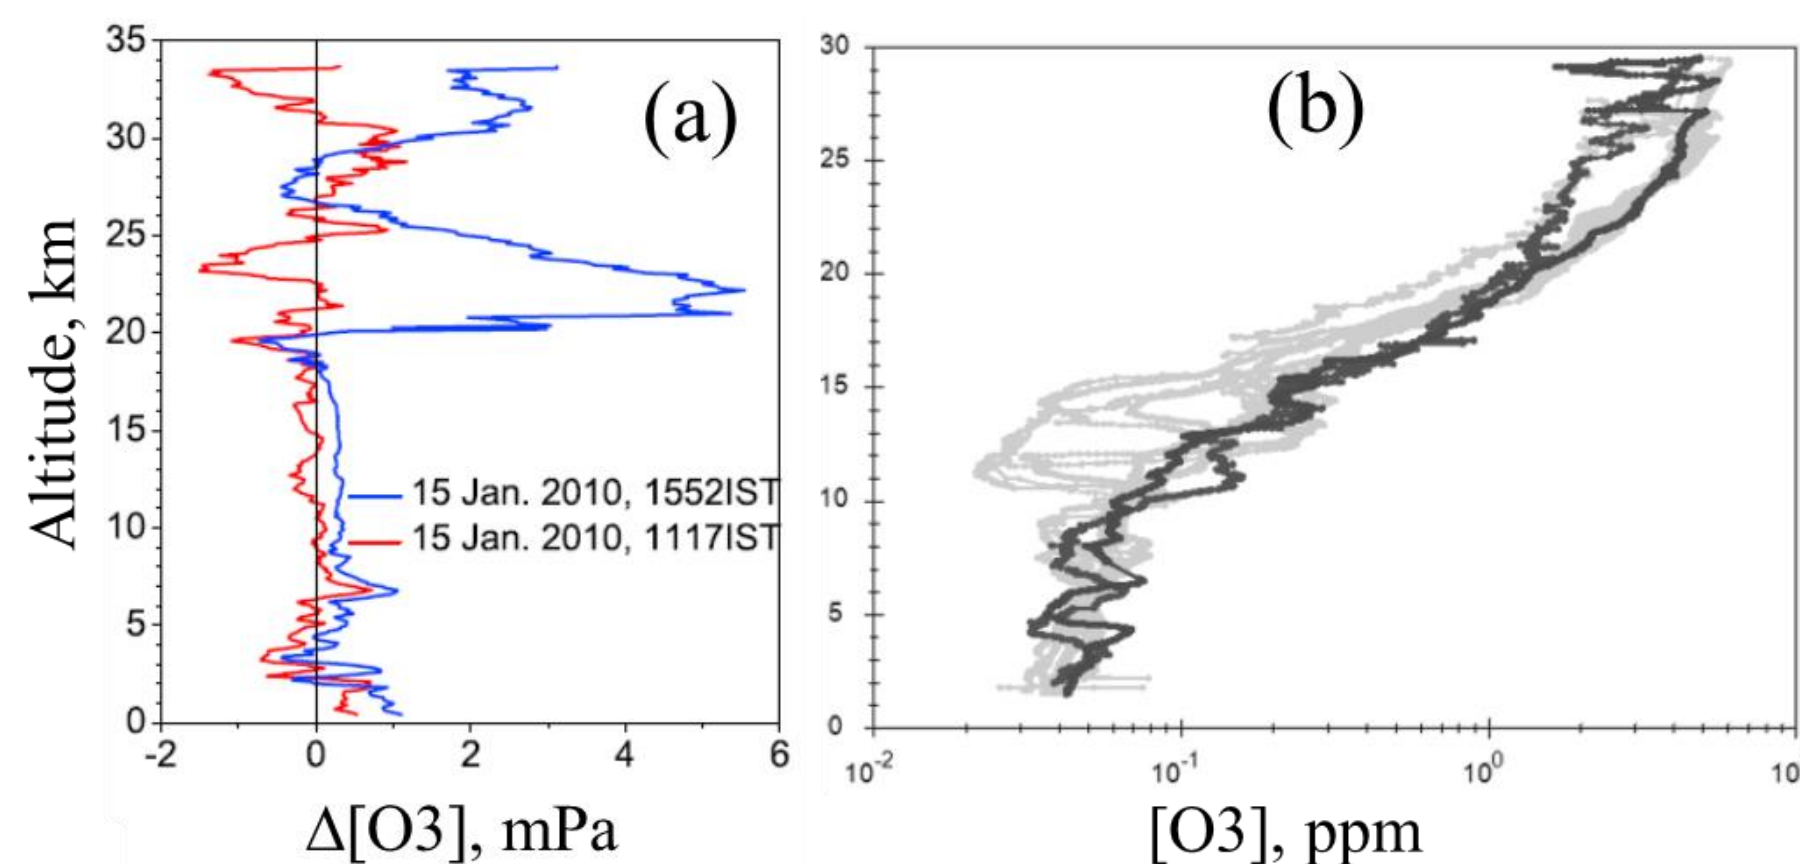 35
30
25
20
15
10
5
0
-2 0 2 4 6
Altitude, km
(a)
15 Jan. 2010, 1552IST
15 Jan. 2010, 1117IST
Δ[O3], mPa
30
25
20
15
10
5
0
10-2 10-1 100 10
(b)
[O3], ppm